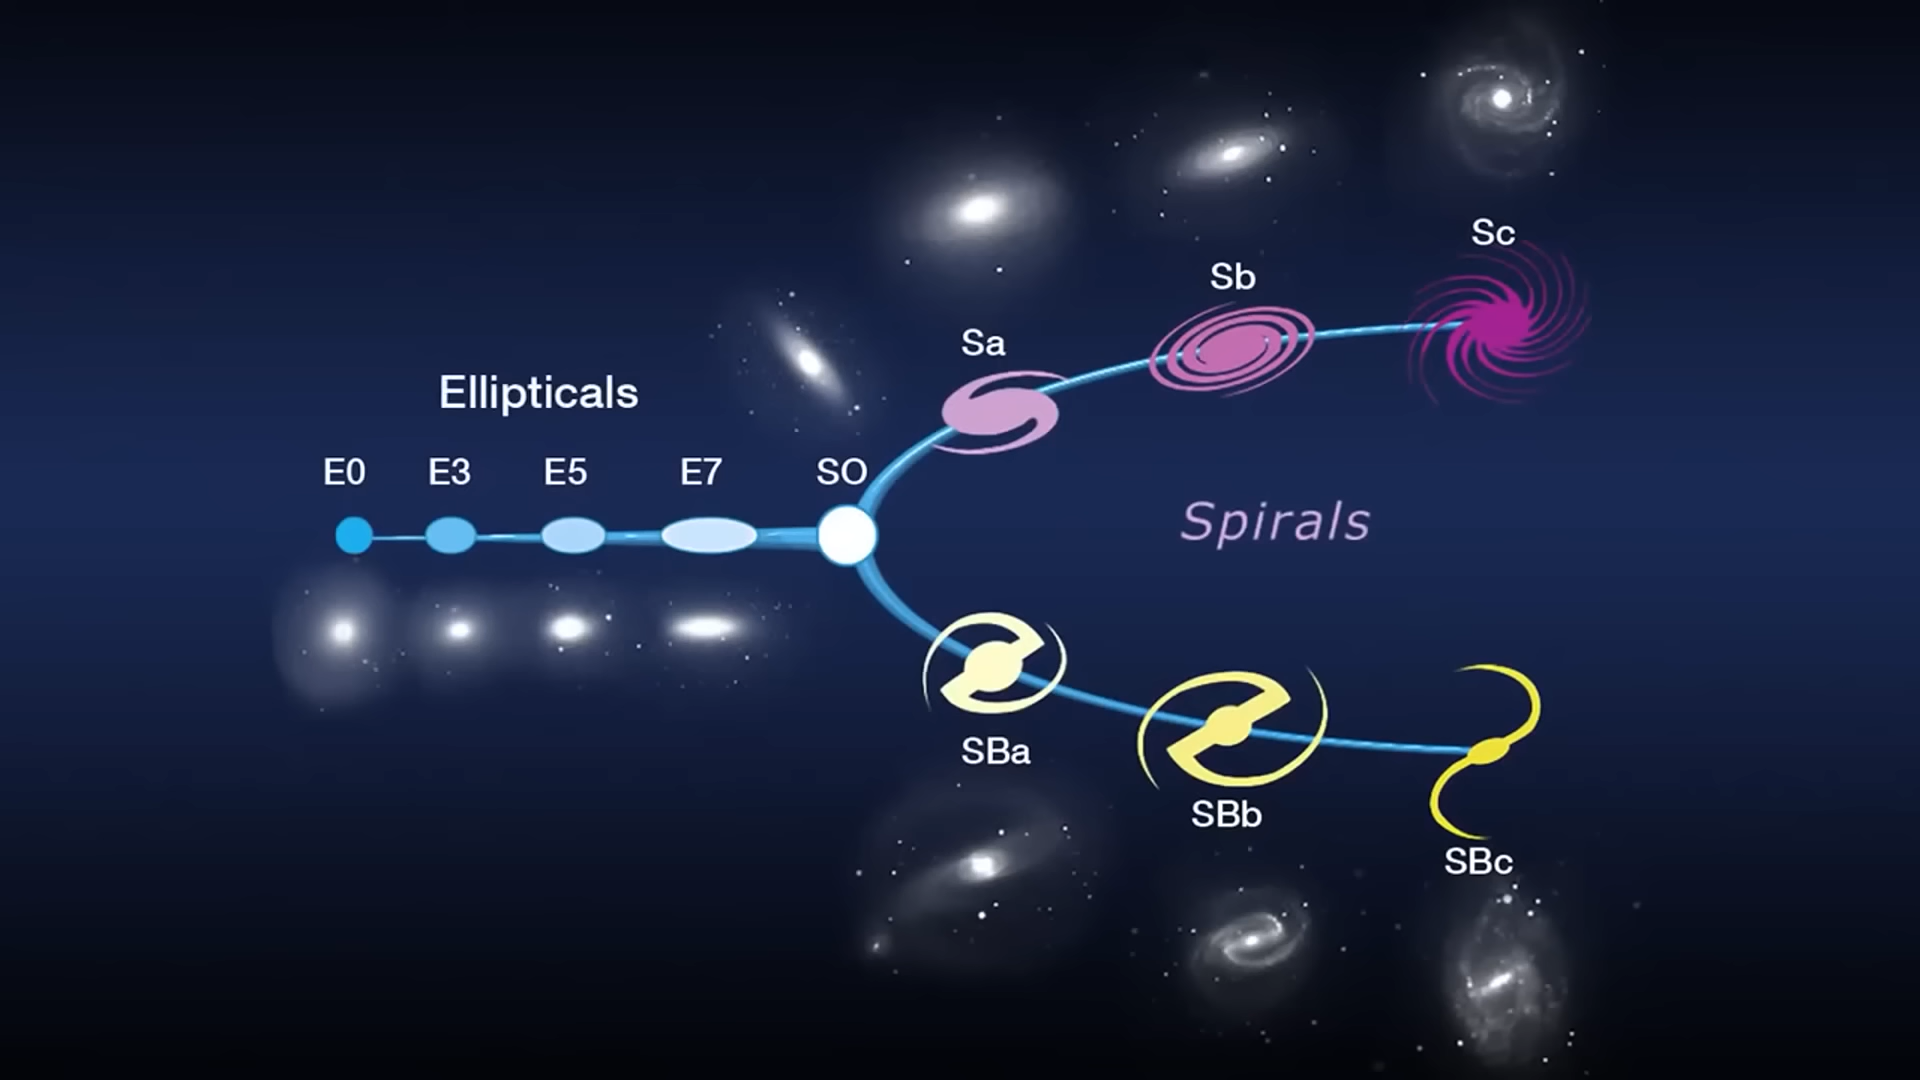 Sc
Sb
Sa
Ellipticals
E0
E3
E5
E7
SO
Spirals
SBa
SBb
SBc